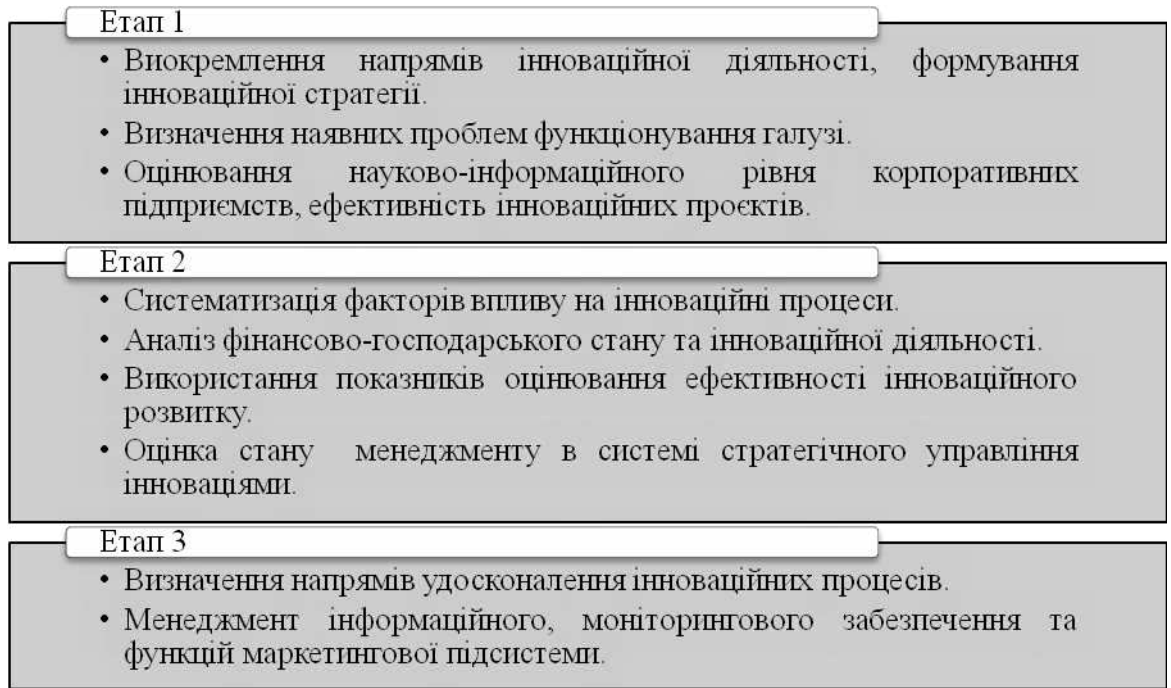 Етап 1
• Виокремлення напрямів інноваційної діяльності, формування
інноваційної стратегії.
• Визначення наявних проблем функціонування галузі.
• Оцінювання науково-інформаційного рівня корпоративних
підприємств, ефективність інноваційних проєктів.
Етап 2
• Систематизація факторів впливу на інноваційні процеси.
• Аналіз фінансово-господарського стану та інноваційної діяльності.
• Використання показників оцінювання ефективності інноваційного
розвитку.
• Оцінка стану менеджменту в системі стратегічного управління
інноваціями.
Етап 3
• Визначення напрямів удосконалення інноваційних процесів.
• Менеджмент інформаційного, моніторингового забезпечення та
функцій маркетингової підсистеми.